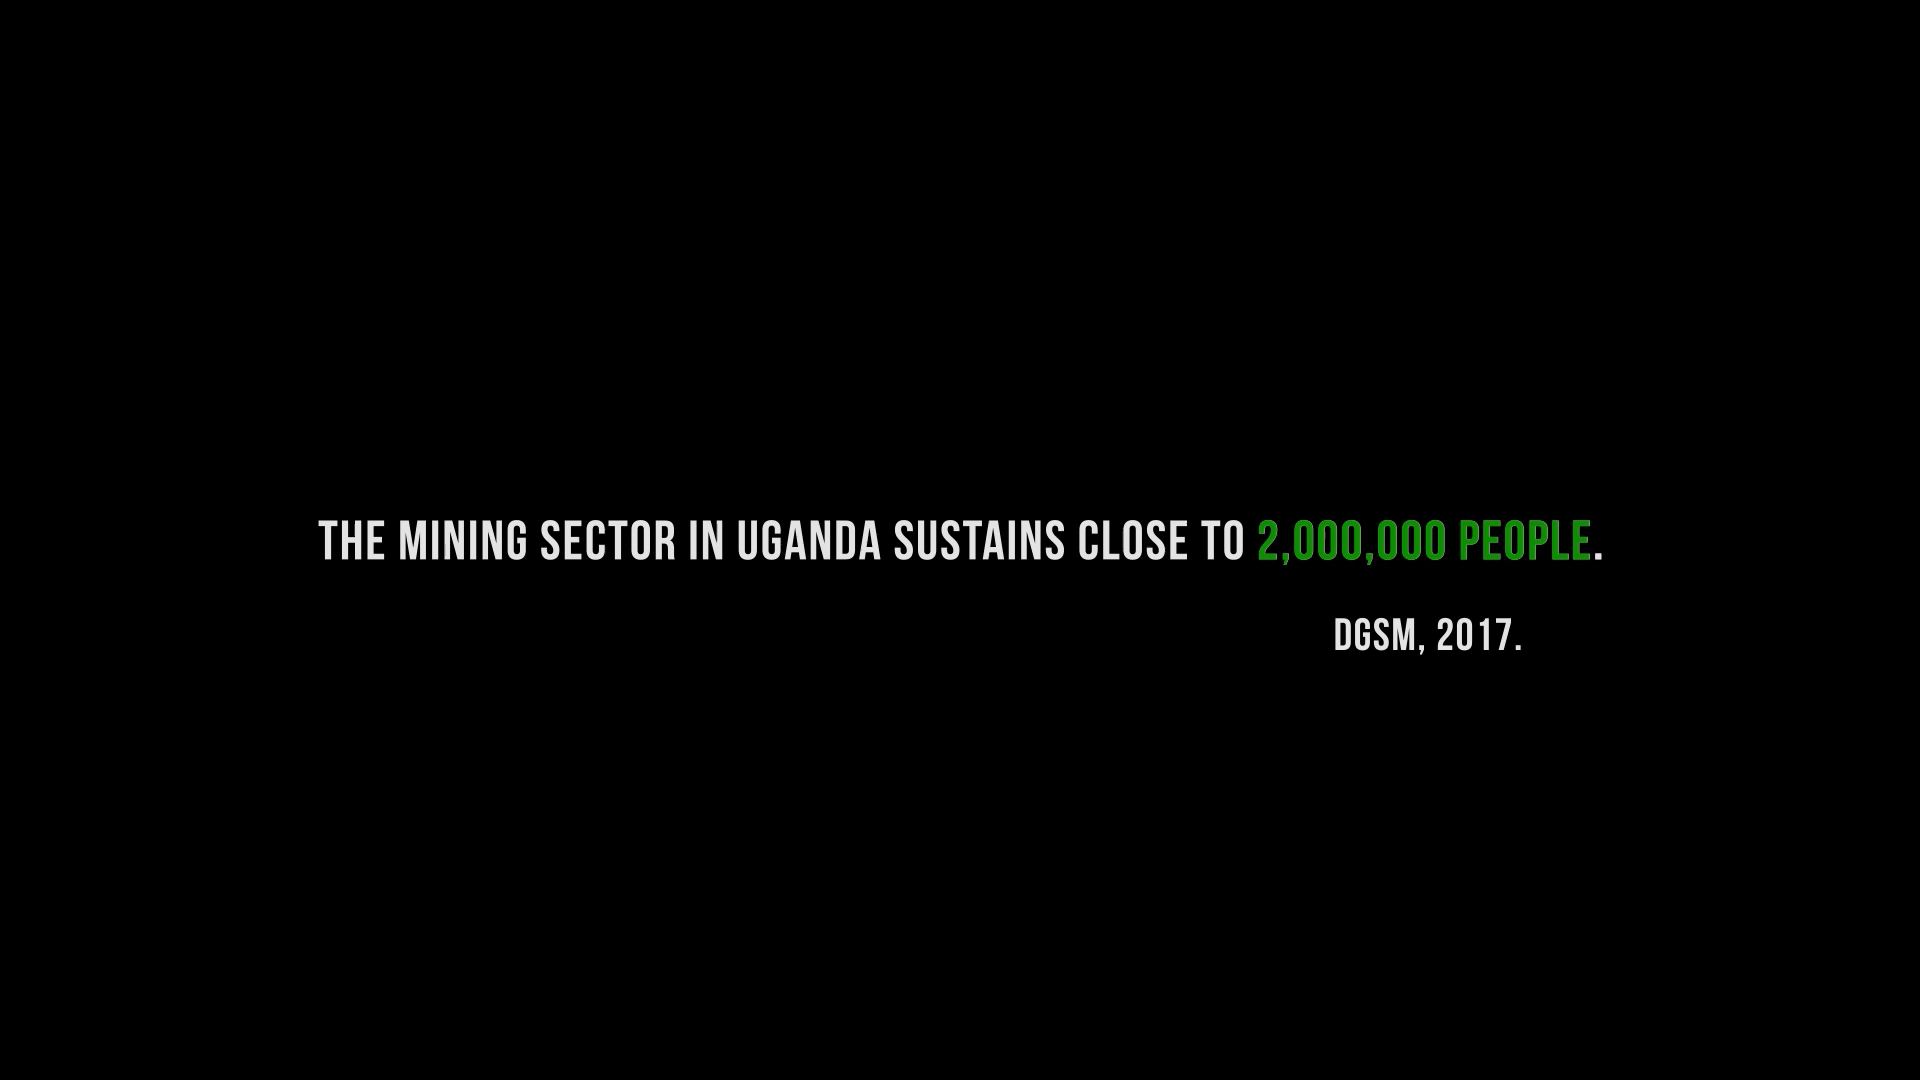 THE MINING SECTOR IN UGANDA SUSTAINS CLOSE TO 2,000,000 PEOPLE.
DGSM, 2017.